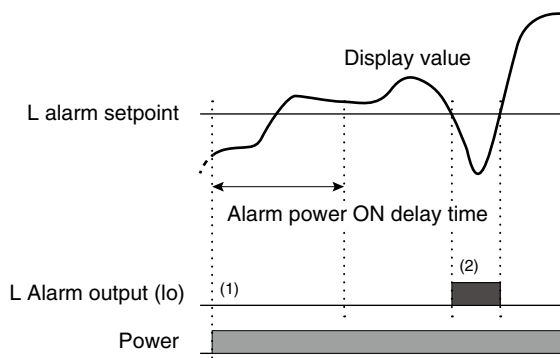 Display value
L alarm setpoint
Alarm power ON delay time
L Alarm output (lo) (1) (2)
Power